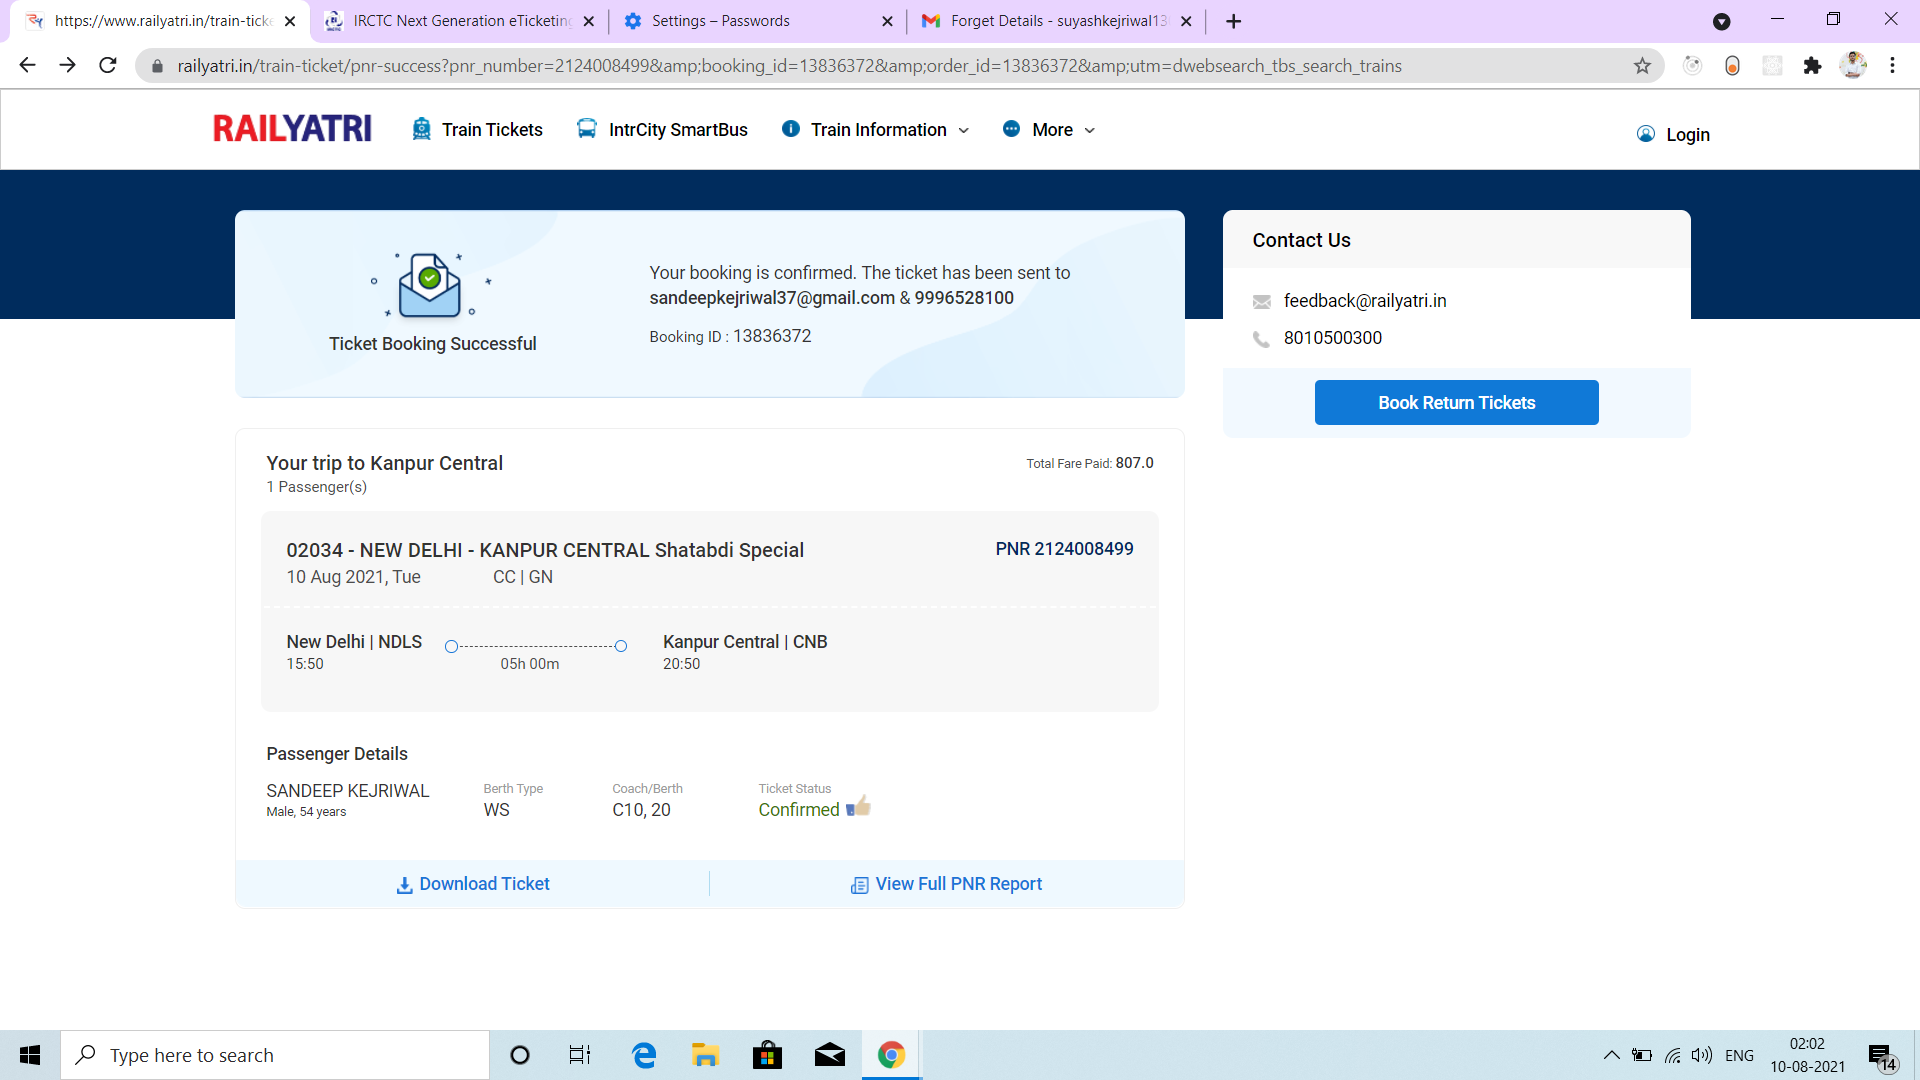 https://www.railyatri.in/train-ticke
IRCTC Next Generation eTicketing
Settings – Passwords
Forget Details - suyashkejriwal13
railyatri.in/train-ticket/pnr-success?pnr_number=2124008499&amp;booking_id=13836372&amp;order_id=13836372&amp;utm=dwebsearch_tbs_search_trains
RAILYATRI
Train Tickets
IntrCity SmartBus
Train Information
More
Login
Ticket Booking Successful
Your booking is confirmed. The ticket has been sent to
sandeepkejriwal37@gmail.com & 9996528100
Booking ID : 13836372
Contact Us
feedback@railyatri.in
8010500300
Book Return Tickets
Your trip to Kanpur Central
Total Fare Paid: 807.0
1 Passenger(s)
02034 - NEW DELHI - KANPUR CENTRAL Shatabdi Special
PNR 2124008499
10 Aug 2021, Tue
CC | GN
New Delhi | NDLS
Kanpur Central | CNB
15:50
05h 00m
20:50
Passenger Details
SANDEEP KEJRIWAL
Male, 54 years
Berth Type
WS
Coach/Berth
C10, 20
Ticket Status
Confirmed
Download Ticket
View Full PNR Report
Type here to search
ENG
02:02
10-08-2021
14